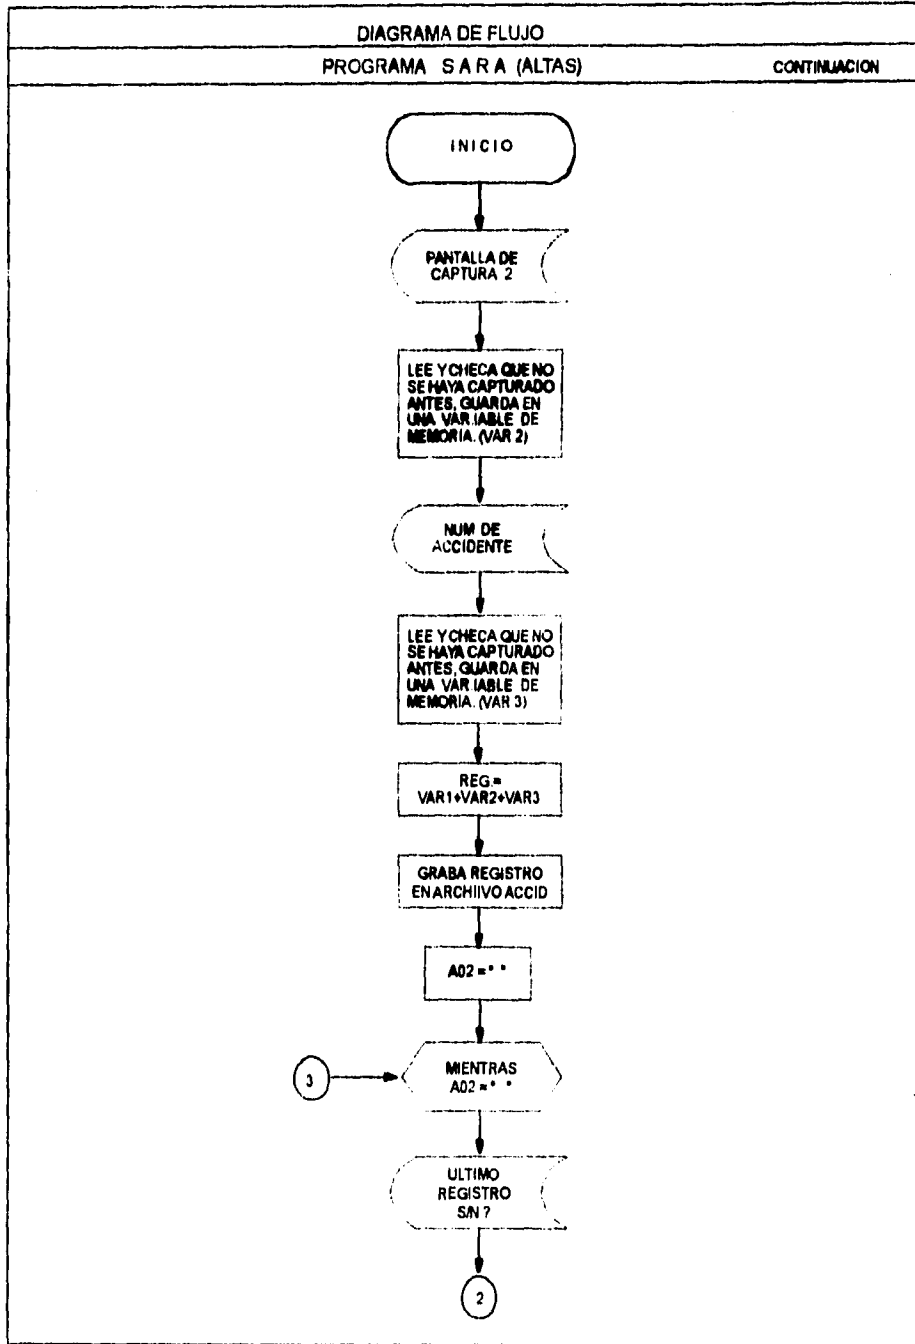 DIAGRAMA DE FLUJO
PROGRAMA S A R A (ALTAS)
CONTINUACION
INICIO
PANTALLA DE
CAPTURA 2
LEE Y CHECA QUE NO
SE HAYA CAPTURADO
ANTES, GUARDA EN
UNA VARIABLE DE
MEMORIA. (VAR 2)
NUM DE
ACCIDENTE
LEE Y CHECA QUE NO
SE HAYA CAPTURADO
ANTES, GUARDA EN
UNA VARIABLE DE
MEMORIA. (VAR 3)
REG.=
VAR1+VAR2+VAR3
GRABA REGISTRO
EN ARCHIIVO ACCID
A02 = " "
3
MIENTRAS
A02 = " "
ULTIMO
REGISTRO
S/N ?
2